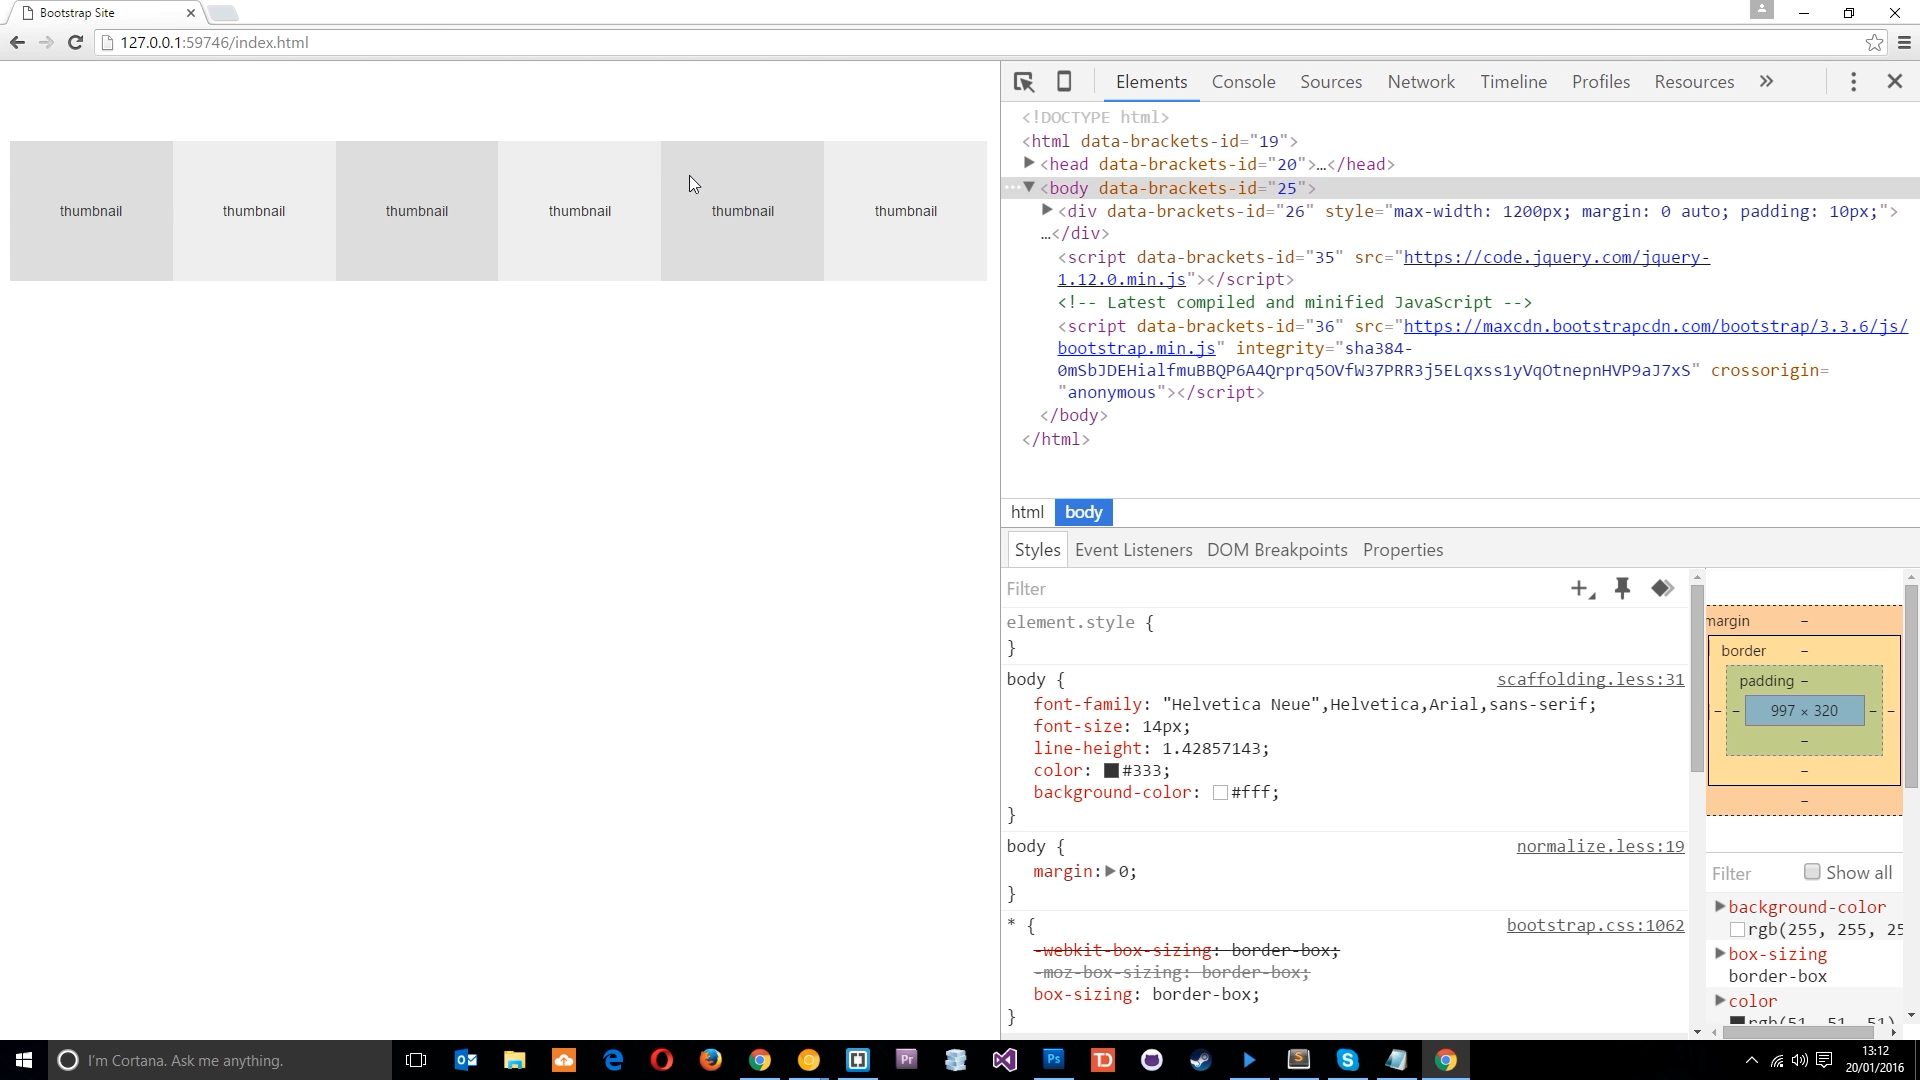 Bootstrap Site
127.0.0.1:59746/index.html
thumbnail thumbnail thumbnail thumbnail thumbnail thumbnail
Elements Console Sources Network Timeline Profiles Resources
<!DOCTYPE html>
<html data-brackets-id="19">
<head data-brackets-id="20">…</head>
<body data-brackets-id="25">
<div data-brackets-id="26" style="max-width: 1200px; margin: 0 auto; padding: 10px;">
…</div>
<script data-brackets-id="35" src="https://code.jquery.com/jquery-
1.12.0.min.js"></script>
<!-- Latest compiled and minified JavaScript -->
<script data-brackets-id="36" src="https://maxcdn.bootstrapcdn.com/bootstrap/3.3.6/js/
bootstrap.min.js" integrity="sha384-
0mSbJDEHialfmuBBQP6A4Qrprq5OVfW37PRR3j5ELqxss1yVqOtnepnHVP9aJ7xS" crossorigin=
"anonymous"></script>
</body>
</html>
html body
Styles Event Listeners DOM Breakpoints Properties
Filter
element.style {
}
body { scaffolding.less:31
font-family: "Helvetica Neue",Helvetica,Arial,sans-serif;
font-size: 14px;
line-height: 1.42857143;
color: #333;
background-color: #fff;
}
body { normalize.less:19
margin: 0;
}
* { bootstrap.css:1062
-webkit-box-sizing: border-box;
-moz-box-sizing: border-box;
box-sizing: border-box;
}
margin –
border –
padding –
– – 997 × 320 – –
–
–
–
Filter Show all
background-color
rgb(255, 255, 25
box-sizing
border-box
color
rgb(51, 51, 51)
I'm Cortana. Ask me anything.
13:12
20/01/2016